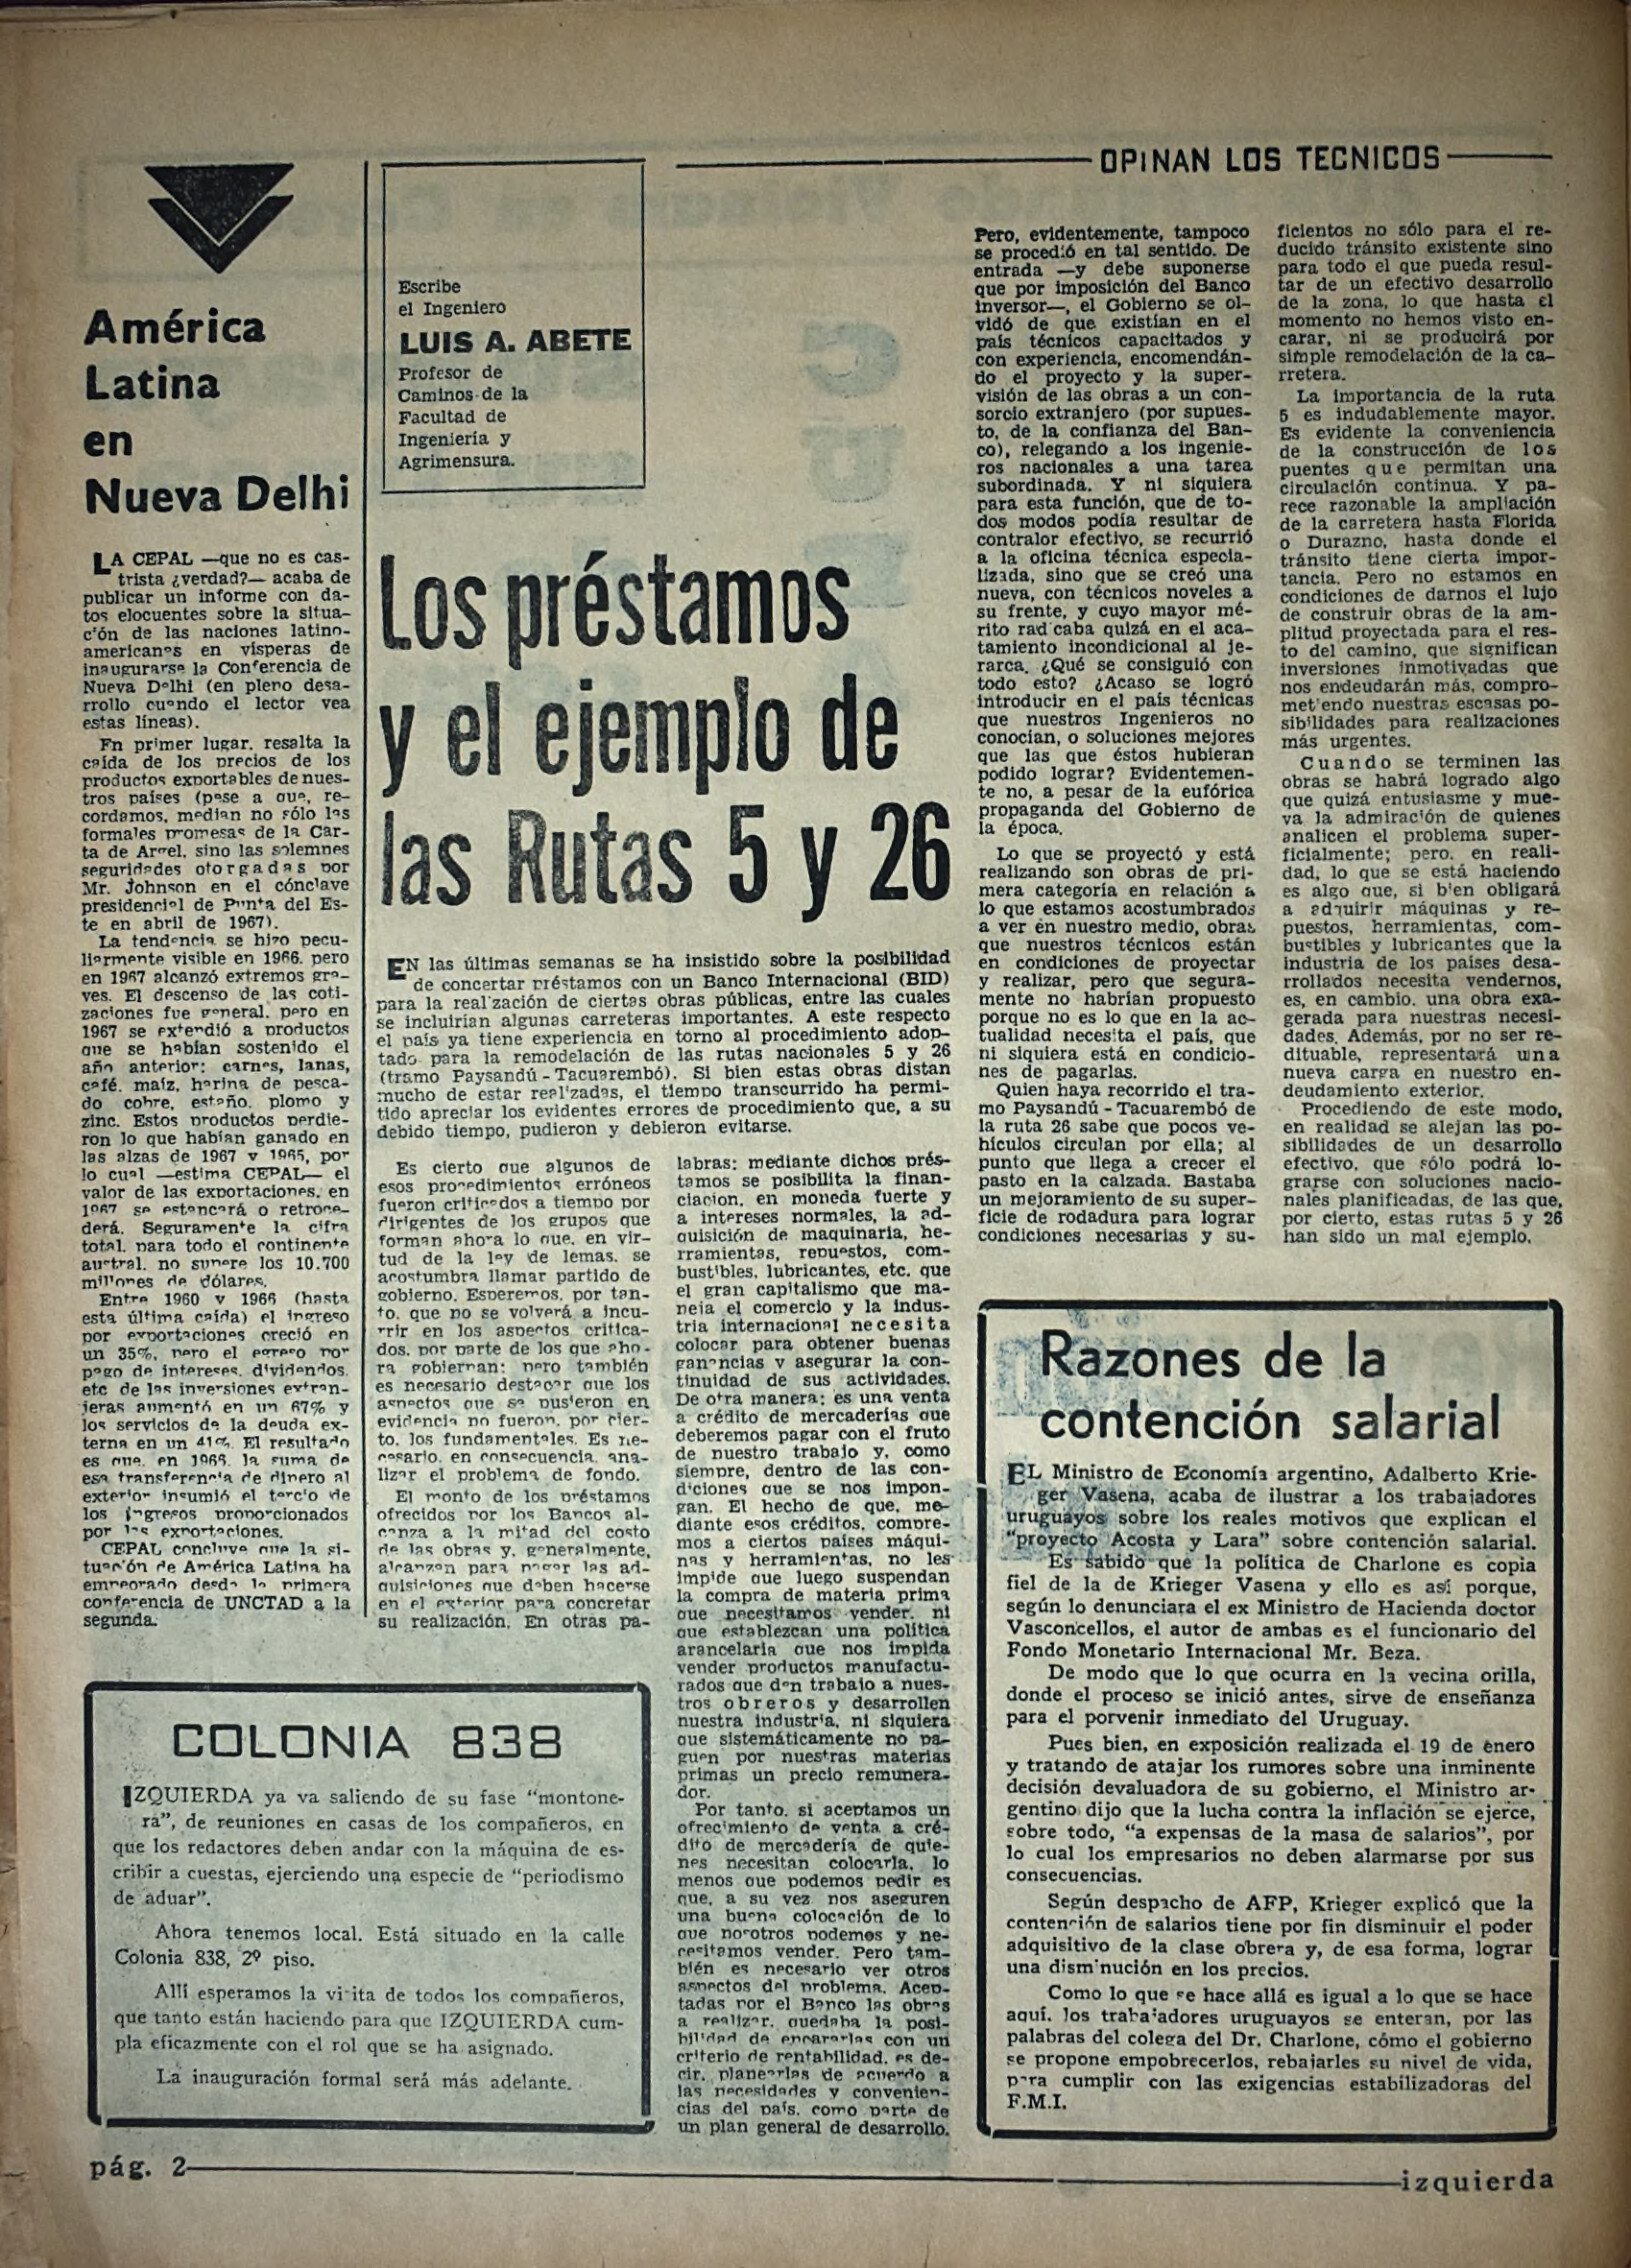 OPINAN LOS TECNICOS
América
Latina
en
Nueva Delhi
LA CEPAL —que no es cas-
trista ¿verdad?— acaba de
publicar un informe con da-
tos elocuentes sobre la situa-
ción de las naciones latino-
americanas en vísperas de
inaugurarse la Conferencia de
Nueva Delhi (en pleno desa-
rrollo cuando el lector vea
estas líneas).
En primer lugar, resalta la
caída de los precios de los
productos exportables de nues-
tros países (pese a que, re-
cordamos, median no sólo las
formales promesas de la Car-
ta de Argel, sino las solemnes
seguridades otorgadas por
Mr. Johnson en el cónclave
presidencial de Punta del Es-
te en abril de 1967).
La tendencia se hizo pecu-
liarmente visible en 1966, pero
en 1967 alcanzó extremos gra-
ves. El descenso de las coti-
zaciones fue general, pero en
1967 se extendió a productos
que se habían sostenido el
año anterior: carnes, lanas,
café, maíz, harina de pesca-
do cobre, estaño, plomo y
zinc. Estos productos perdie-
ron lo que habían ganado en
las alzas de 1967 y 1965, por
lo cual —estima CEPAL— el
valor de las exportaciones, en
1967 se estancará o retroce-
derá. Seguramente la cifra
total, para todo el continente
austral, no supere los 10.700
millones de dólares.
Entre 1960 y 1966 (hasta
esta última caída) el ingreso
por exportaciones creció en
un 35%, pero el egreso por
pago de intereses, dividendos,
etc de las inversiones extran-
jeras aumentó en un 67% y
los servicios de la deuda ex-
terna en un 41%. El resultado
es que, en 1966, la suma de
esa transferencia de dinero al
exterior insumió el tercio de
los ingresos proporcionados
por las exportaciones.
CEPAL concluye que la si-
tuación de América Latina ha
empeorado desde la primera
conferencia de UNCTAD a la
segunda.
Escribe
el Ingeniero
LUIS A. ABETE
Profesor de
Caminos de la
Facultad de
Ingeniería y
Agrimensura.
Los préstamos
y el ejemplo de
las Rutas 5 y 26
EN las últimas semanas se ha insistido sobre la posibilidad
de concertar préstamos con un Banco Internacional (BID)
para la realización de ciertas obras públicas, entre las cuales
se incluirían algunas carreteras importantes. A este respecto
el país ya tiene experiencia en torno al procedimiento adop-
tado para la remodelación de las rutas nacionales 5 y 26
(tramo Paysandú - Tacuarembó). Si bien estas obras distan
mucho de estar realizadas, el tiempo transcurrido ha permi-
tido apreciar los evidentes errores de procedimiento que, a su
debido tiempo, pudieron y debieron evitarse.
Es cierto que algunos de
esos procedimientos erróneos
fueron criticados a tiempo por
dirigentes de los grupos que
forman ahora lo que, en vir-
tud de la ley de lemas, se
acostumbra llamar partido de
gobierno. Esperemos, por tan-
to, que no se volverá a incu-
rrir en los aspectos critica-
dos, por parte de los que aho-
ra gobiernan; pero también
es necesario destacar que los
aspectos que se pusieron en
evidencia no fueron, por cier-
to, los fundamentales. Es ne-
cesario, en consecuencia, ana-
lizar el problema de fondo.
El monto de los préstamos
ofrecidos por los Bancos al-
canza a la mitad del costo
de las obras y, generalmente,
alcanzan para pagar las ad-
quisiciones que deben hacerse
en el exterior para concretar
su realización. En otras pa-
labras: mediante dichos prés-
tamos se posibilita la finan-
ciacion, en moneda fuerte y
a intereses normales, la ad-
quisición de maquinaria, he-
rramientas, repuestos, com-
bustibles, lubricantes, etc. que
el gran capitalismo que ma-
neja el comercio y la indus-
tria internacional necesita
colocar para obtener buenas
ganancias y asegurar la con-
tinuidad de sus actividades.
De otra manera: es una venta
a crédito de mercaderías que
deberemos pagar con el fruto
de nuestro trabajo y, como
siempre, dentro de las con-
diciones que se nos impon-
gan. El hecho de que, me-
diante esos créditos, compre-
mos a ciertos países máqui-
nas y herramientas, no les
impide que luego suspendan
la compra de materia prima
que necesitamos vender, ni
que establezcan una política
arancelaria que nos impida
vender productos manufactu-
rados que den trabajo a nues-
tros obreros y desarrollen
nuestra industria, ni siquiera
que sistemáticamente no pa-
guen por nuestras materias
primas un precio remunera-
dor.
Por tanto, si aceptamos un
ofrecimiento de venta a cré-
dito de mercadería de quie-
nes necesitan colocarla, lo
menos que podemos pedir es
que, a su vez nos aseguren
una buena colocación de lo
que nosotros podemos y ne-
cesitamos vender. Pero tam-
bién es necesario ver otros
aspectos del problema. Acep-
tadas por el Banco las obras
a realizar, quedaba la posi-
bilidad de encararlas con un
criterio de rentabilidad, es de-
cir, planearlas de acuerdo a
las necesidades y convenien-
cias del país, como parte de
un plan general de desarrollo.
Pero, evidentemente, tampoco
se procedió en tal sentido. De
entrada —y debe suponerse
que por imposición del Banco
inversor—, el Gobierno se ol-
vidó de que existían en el
país técnicos capacitados y
con experiencia, encomendán-
do el proyecto y la super-
visión de las obras a un con-
sorcio extranjero (por supues-
to, de la confianza del Ban-
co), relegando a los ingenie-
ros nacionales a una tarea
subordinada. Y ni siquiera
para esta función, que de to-
dos modos podía resultar de
contralor efectivo, se recurrió
a la oficina técnica especia-
lizada, sino que se creó una
nueva, con técnicos noveles a
su frente, y cuyo mayor mé-
rito radicaba quizá en el aca-
tamiento incondicional al je-
rarca. ¿Qué se consiguió con
todo esto? ¿Acaso se logró
introducir en el país técnicas
que nuestros Ingenieros no
conocían, o soluciones mejores
que las que éstos hubieran
podido lograr? Evidentemen-
te no, a pesar de la eufórica
propaganda del Gobierno de
la época.
Lo que se proyectó y está
realizando son obras de pri-
mera categoría en relación a
lo que estamos acostumbrados
a ver en nuestro medio, obras
que nuestros técnicos están
en condiciones de proyectar
y realizar, pero que segura-
mente no habrían propuesto
porque no es lo que en la ac-
tualidad necesita el país, que
ni siquiera está en condicio-
nes de pagarlas.
Quien haya recorrido el tra-
mo Paysandú - Tacuarembó de
la ruta 26 sabe que pocos ve-
hículos circulan por ella; al
punto que llega a crecer el
pasto en la calzada. Bastaba
un mejoramiento de su super-
ficie de rodadura para lograr
condiciones necesarias y su-
ficientos no sólo para el re-
ducido tránsito existente sino
para todo el que pueda resul-
tar de un efectivo desarrollo
de la zona, lo que hasta el
momento no hemos visto en-
carar, ni se producirá por
simple remodelación de la ca-
rretera.
La importancia de la ruta
5 es indudablemente mayor.
Es evidente la conveniencia
de la construcción de los
puentes que permitan una
circulación continua. Y pa-
rece razonable la ampliación
de la carretera hasta Florida
o Durazno, hasta donde el
tránsito tiene cierta impor-
tancia. Pero no estamos en
condiciones de darnos el lujo
de construir obras de la am-
plitud proyectada para el res-
to del camino, que significan
inversiones inmotivadas que
nos endeudarán más, compro-
metiendo nuestras escasas po-
sibilidades para realizaciones
más urgentes.
Cuando se terminen las
obras se habrá logrado algo
que quizá entusiasme y mue-
va la admiración de quienes
analicen el problema super-
ficialmente; pero, en reali-
dad, lo que se está haciendo
es algo que, si bien obligará
a adquirir máquinas y re-
puestos, herramientas, com-
bustibles y lubricantes que la
industria de los países desa-
rrollados necesita vendernos,
es, en cambio, una obra exa-
gerada para nuestras necesi-
dades. Además, por no ser re-
dituable, representará una
nueva carga en nuestro en-
deudamiento exterior.
Procediendo de este modo,
en realidad se alejan las po-
sibilidades de un desarrollo
efectivo, que sólo podrá lo-
grarse con soluciones nacio-
nales planificadas, de las que,
por cierto, estas rutas 5 y 26
han sido un mal ejemplo.
COLONIA 838
IZQUIERDA ya va saliendo de su fase “montone-
ra”, de reuniones en casas de los compañeros, en
que los redactores deben andar con la máquina de es-
cribir a cuestas, ejerciendo una especie de “periodismo
de aduar”.
Ahora tenemos local. Está situado en la calle
Colonia 838, 2º piso.
Allí esperamos la visita de todos los compañeros,
que tanto están haciendo para que IZQUIERDA cum-
pla eficazmente con el rol que se ha asignado.
La inauguración formal será más adelante.
Razones de la
contención salarial
EL Ministro de Economía argentino, Adalberto Krie-
ger Vasena, acaba de ilustrar a los trabajadores
uruguayos sobre los reales motivos que explican el
“proyecto Acosta y Lara” sobre contención salarial.
Es sabido que la política de Charlone es copia
fiel de la de Krieger Vasena y ello es así porque,
según lo denunciara el ex Ministro de Hacienda doctor
Vasconcellos, el autor de ambas es el funcionario del
Fondo Monetario Internacional Mr. Beza.
De modo que lo que ocurra en la vecina orilla,
donde el proceso se inició antes, sirve de enseñanza
para el porvenir inmediato del Uruguay.
Pues bien, en exposición realizada el 19 de enero
y tratando de atajar los rumores sobre una inminente
decisión devaluadora de su gobierno, el Ministro ar-
gentino dijo que la lucha contra la inflación se ejerce,
sobre todo, “a expensas de la masa de salarios”, por
lo cual los empresarios no deben alarmarse por sus
consecuencias.
Según despacho de AFP, Krieger explicó que la
contención de salarios tiene por fin disminuir el poder
adquisitivo de la clase obrera y, de esa forma, lograr
una disminución en los precios.
Como lo que se hace allá es igual a lo que se hace
aquí, los trabajadores uruguayos se enteran, por las
palabras del colega del Dr. Charlone, cómo el gobierno
se propone empobrecerlos, rebajarles su nivel de vida,
para cumplir con las exigencias estabilizadoras del
F.M.I.
pág. 2
izquierda